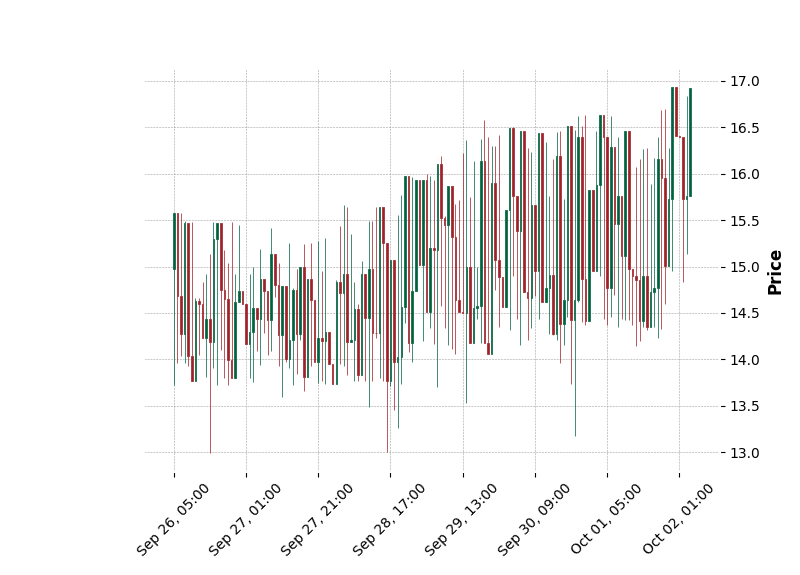 17.0
16.5
16.0
15.5
15.0
14.5
14.0
13.5
13.0
Price
Sep 26, 05:00
Sep 27, 01:00
Sep 27, 21:00
Sep 28, 17:00
Sep 29, 13:00
Sep 30, 09:00
Oct 01, 05:00
Oct 02, 01:00